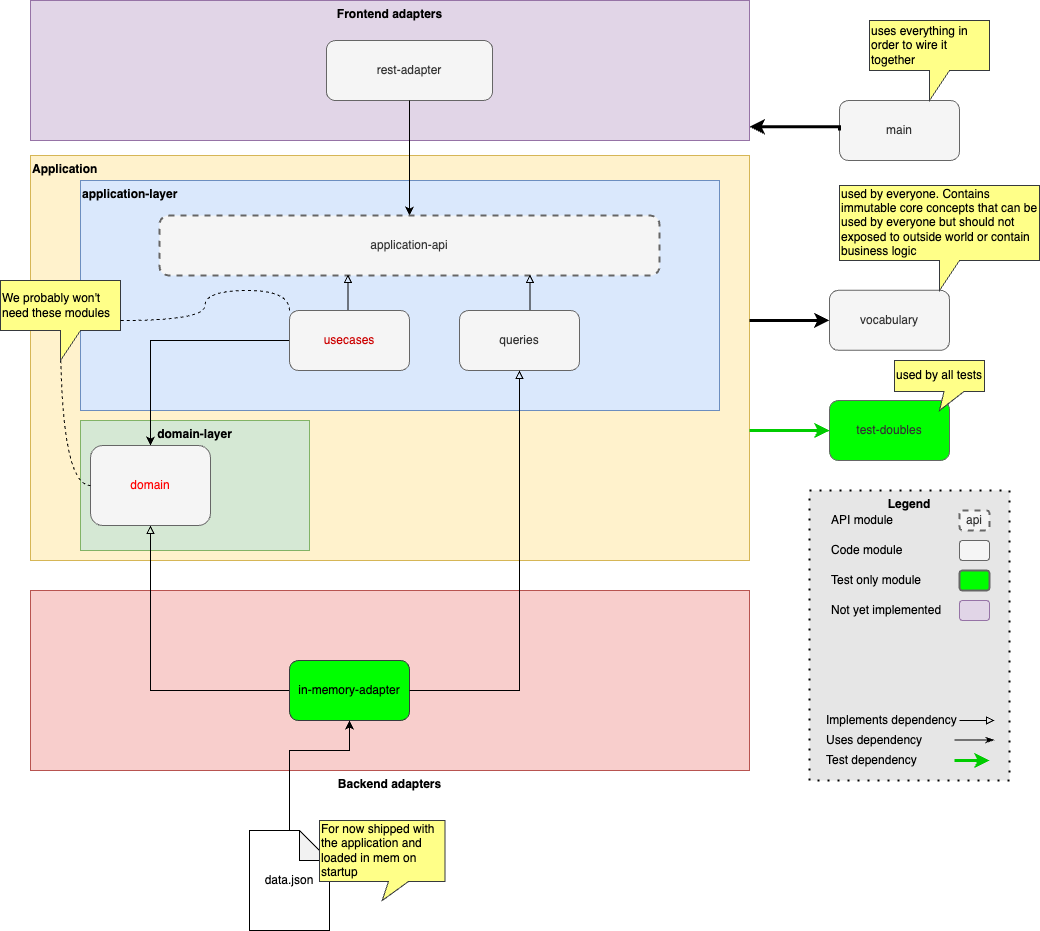 Frontend adapters
rest-adapter
uses everything in
order to wire it
together
main
Application
application-layer
application-api
used by everyone. Contains
immutable core concepts that can be
used by everyone but should not
exposed to outside world or contain
business logic
We probably won't
need these modules
usecases
queries
vocabulary
used by all tests
test-doubles
domain-layer
domain
Legend
API module
api
Code module
Test only module
Not yet implemented
Implements dependency
Uses dependency
Test dependency
in-memory-adapter
Backend adapters
For now shipped with
the application and
loaded in mem on
startup
data.json